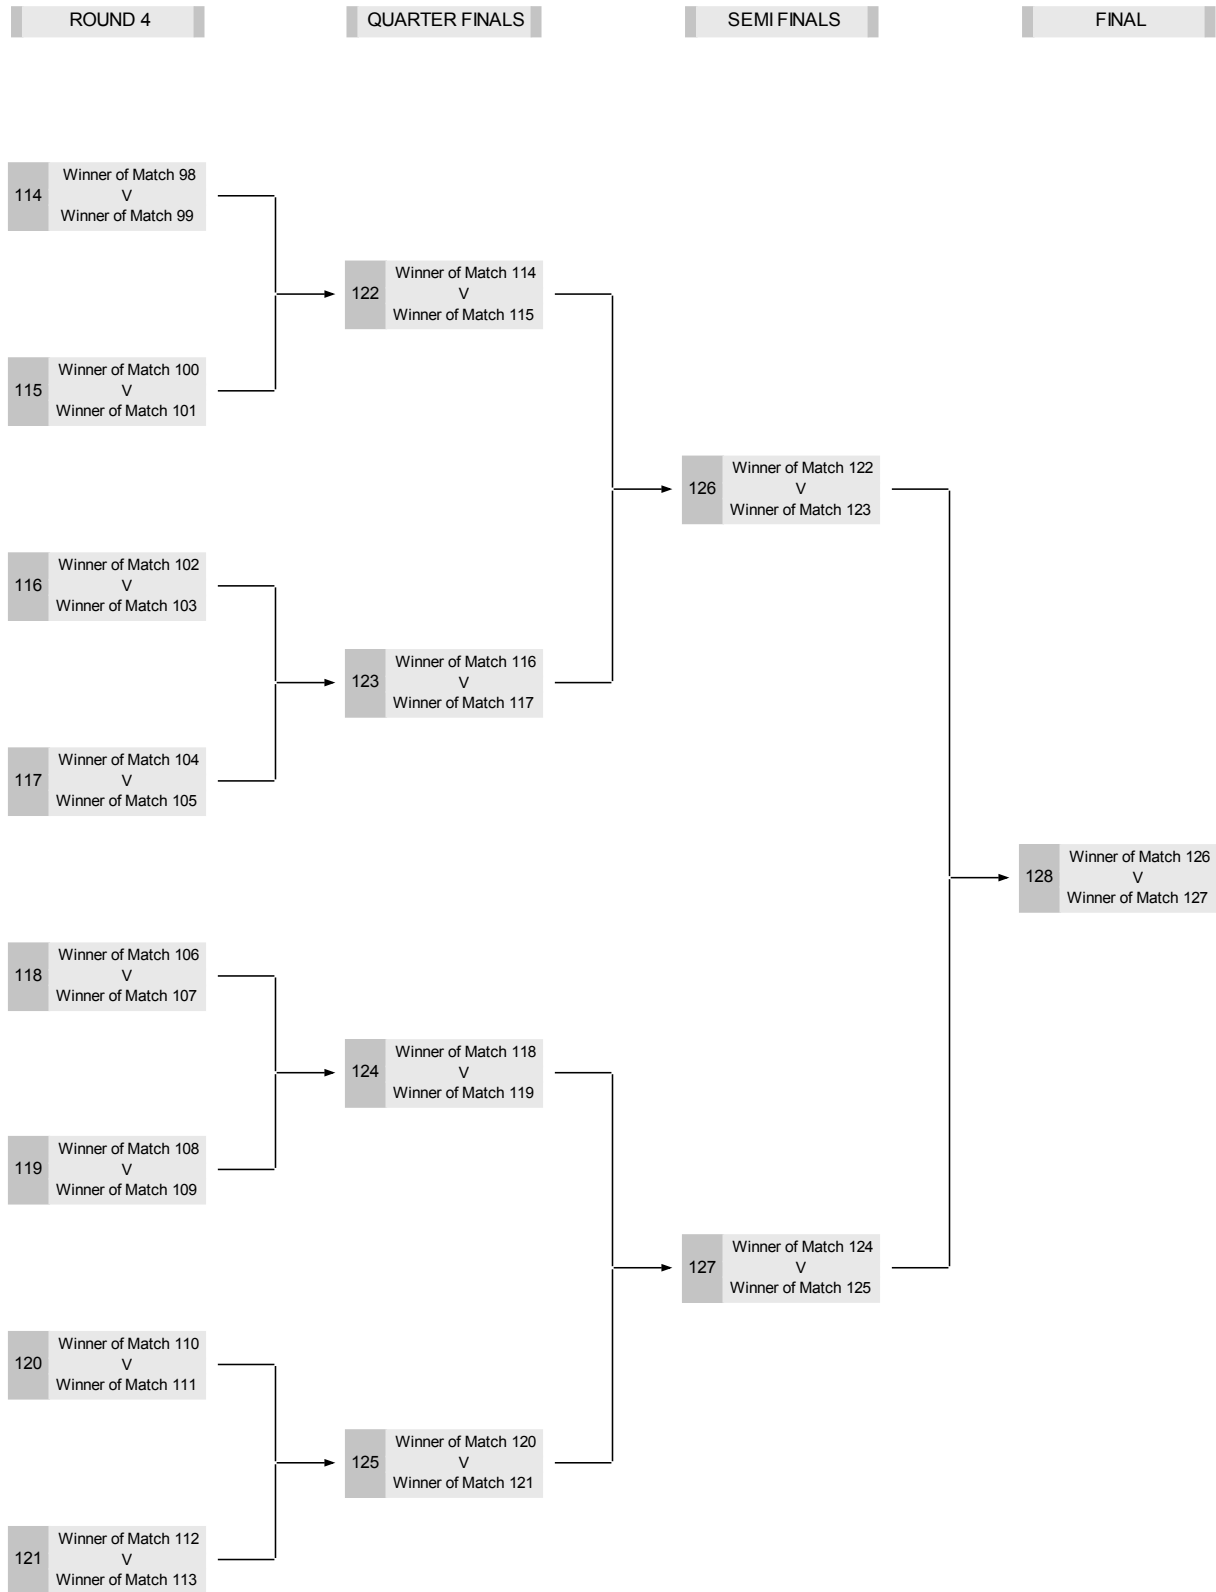 ROUND 4
QUARTER FINALS
SEMI FINALS
FINAL
114
Winner of Match 98
V
Winner of Match 99
115
Winner of Match 100
V
Winner of Match 101
116
Winner of Match 102
V
Winner of Match 103
117
Winner of Match 104
V
Winner of Match 105
118
Winner of Match 106
V
Winner of Match 107
119
Winner of Match 108
V
Winner of Match 109
120
Winner of Match 110
V
Winner of Match 111
121
Winner of Match 112
V
Winner of Match 113
122
Winner of Match 114
V
Winner of Match 115
123
Winner of Match 116
V
Winner of Match 117
124
Winner of Match 118
V
Winner of Match 119
125
Winner of Match 120
V
Winner of Match 121
126
Winner of Match 122
V
Winner of Match 123
127
Winner of Match 124
V
Winner of Match 125
128
Winner of Match 126
V
Winner of Match 127